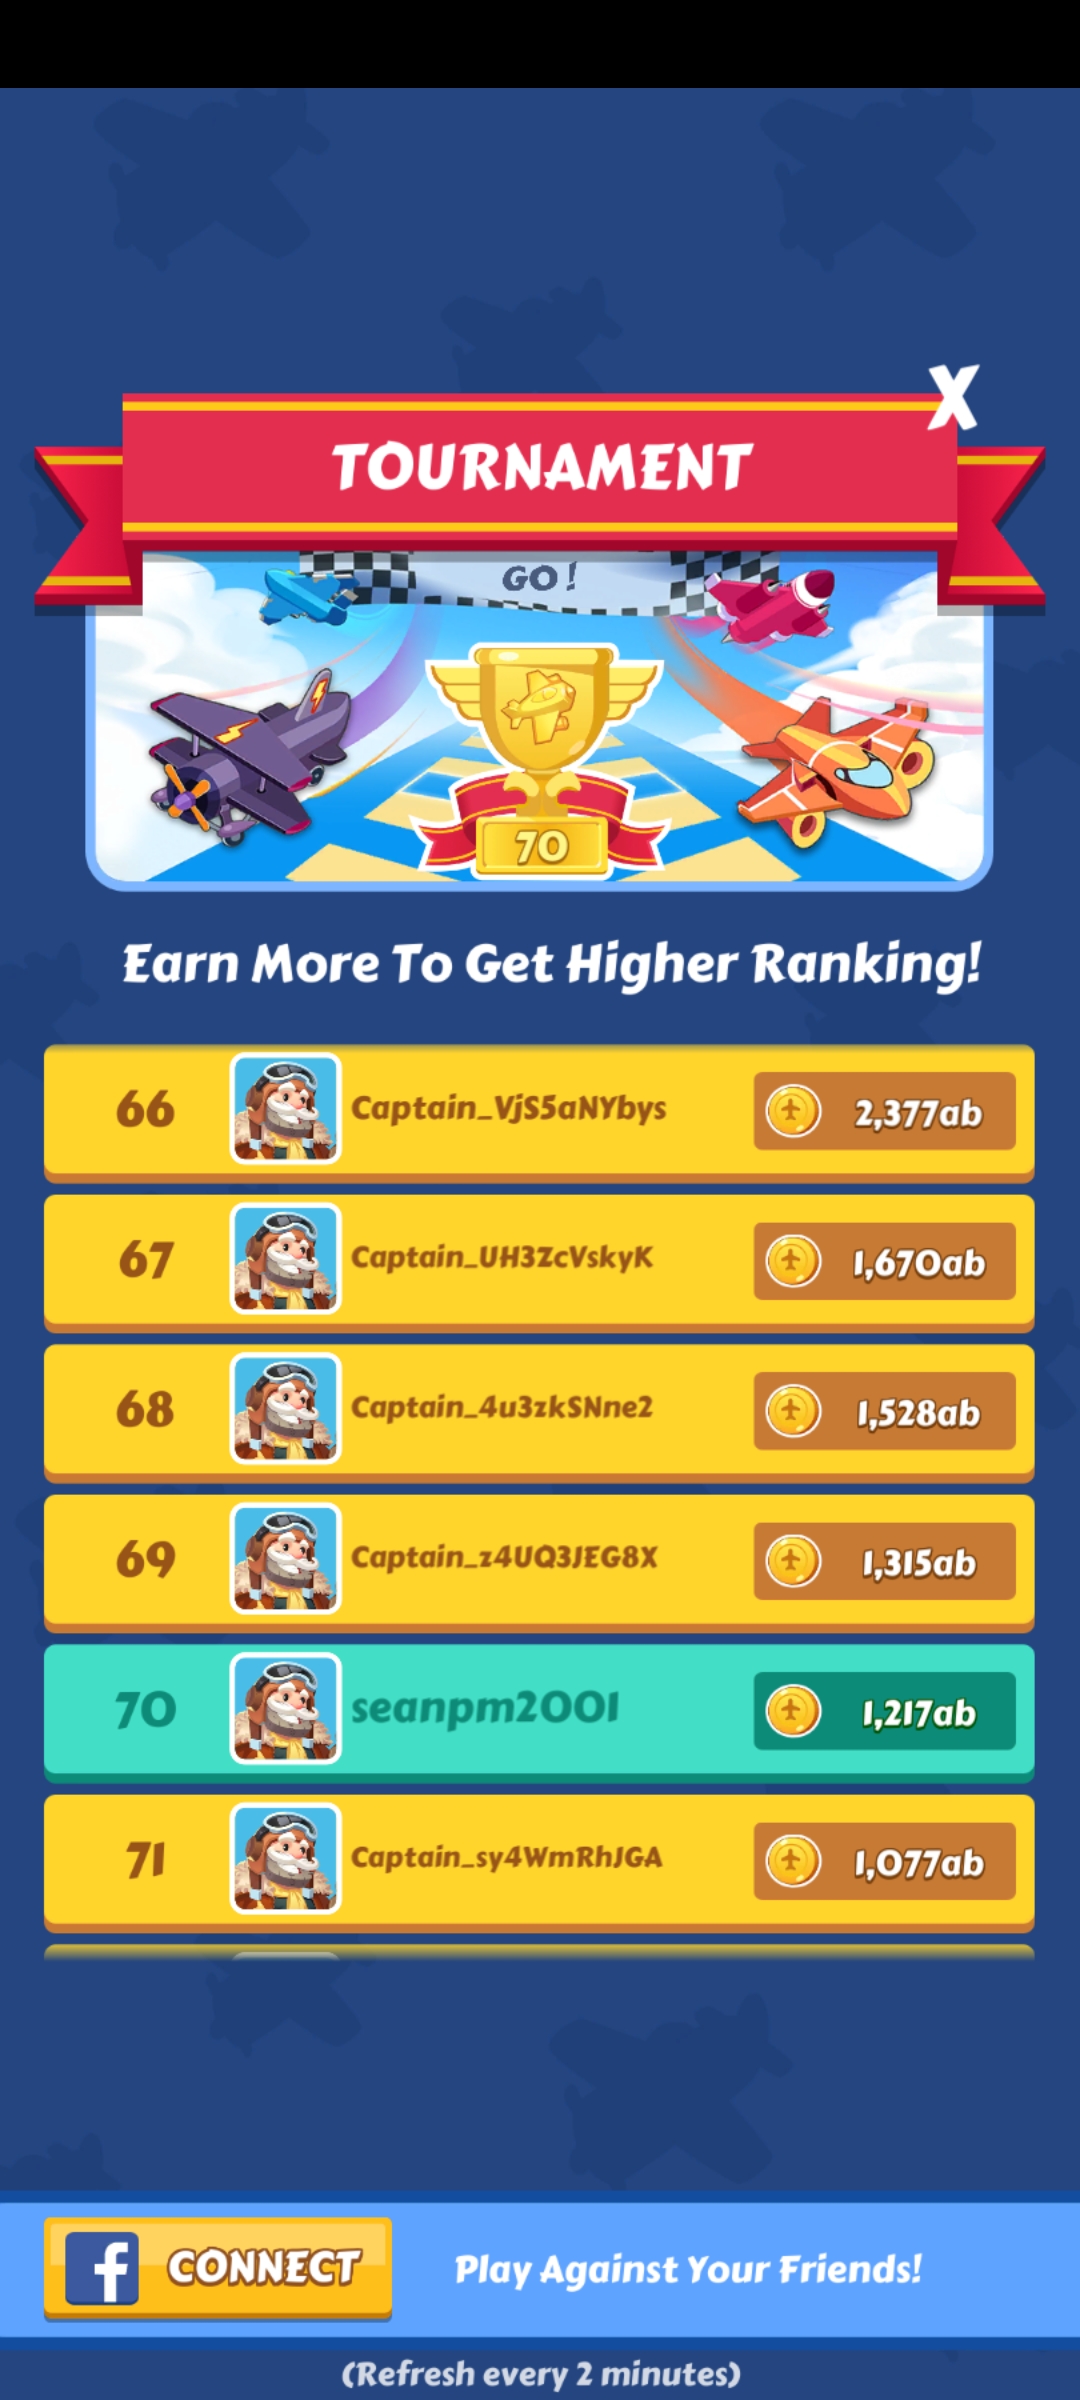 X
TOURNAMENT
GO!
70
Earn More To Get Higher Ranking!
66 Captain_VjS5aNYbys 2,377ab
67 Captain_UH3ZcVskyK 1,670ab
68 Captain_4u3zkSNne2 1,528ab
69 Captain_z4UQ3JEG8X 1,315ab
70 seanpm2001 1,217ab
71 Captain_sy4WmRhJGA 1,077ab
f CONNECT Play Against Your Friends!
(Refresh every 2 minutes)